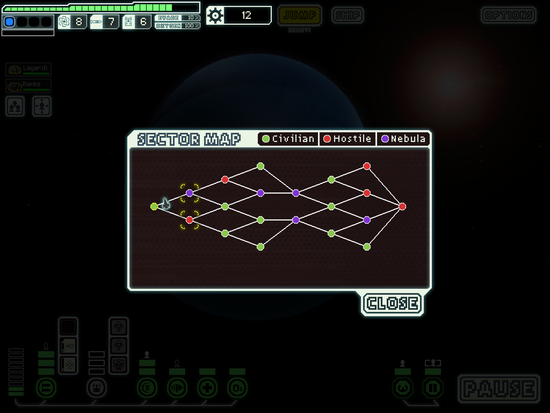 8 7 6
12
JUMP
SHIP
OPTIONS
SECTOR MAP
Civilian
Hostile
Nebula
CLOSE
PAUSE